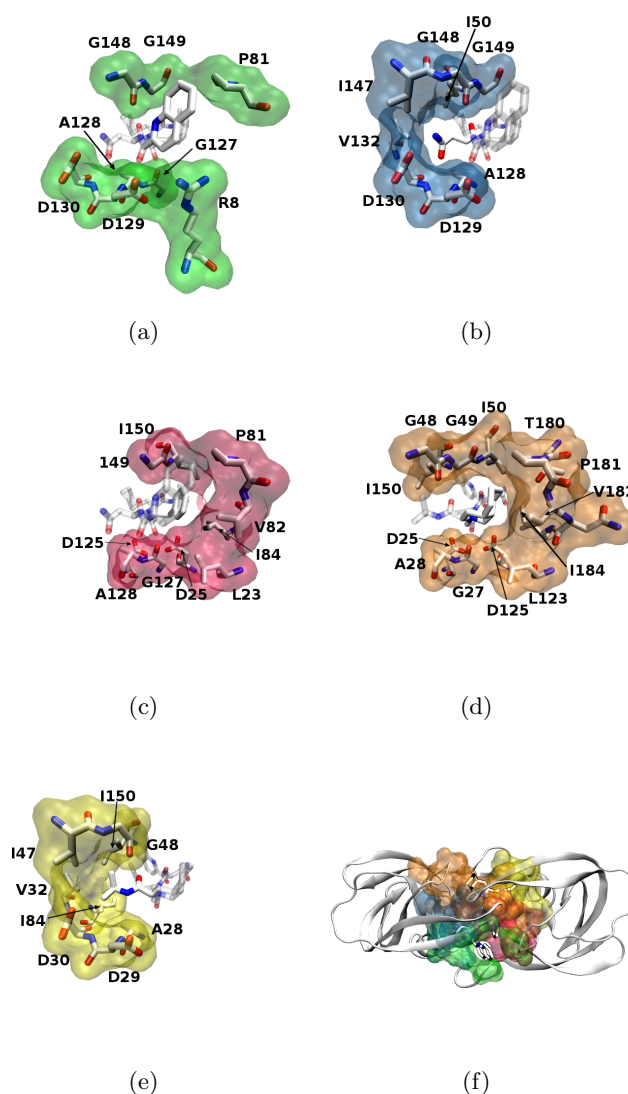 G148 G149
P81
A128
G127
D130
D129
R8
(a)
I50
G148
G149
I147
V132
A128
D130
D129
(b)
I150
P81
149
V82
D125
I84
G127
A128
D25
L23
(c)
I50
G48 G49
T180
P181
V182
I150
D25
A28
I184
G27
L123
D125
(d)
I150
I47
G48
V32
I84
A28
D30
D29
(e)
(f)